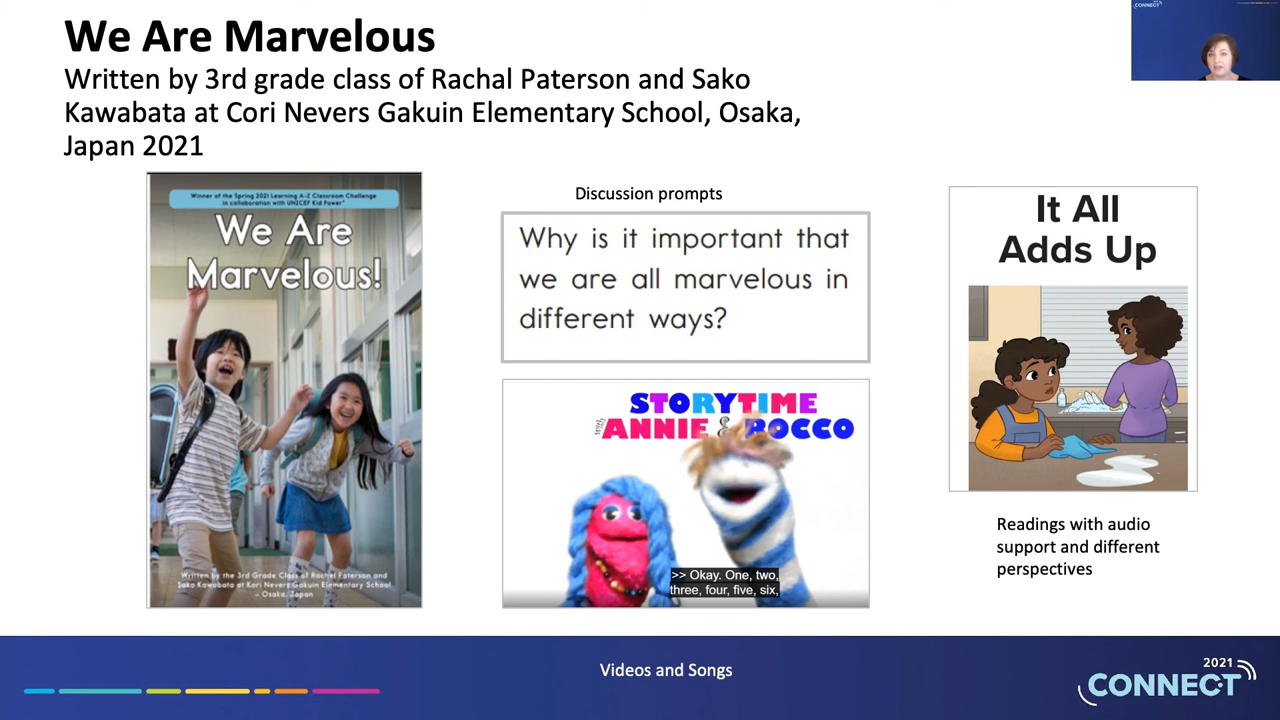 We Are Marvelous
Written by 3rd grade class of Rachal Paterson and Sako
Kawabata at Cori Nevers Gakuin Elementary School, Osaka,
Japan 2021
CONNECT
Winner of the Spring 2021 Learning A-Z Classroom Challenge
in collaboration with UNICEF Kid Power®
We Are
Marvelous!
Written by the 3rd Grade Class of Rachel Paterson and
Sako Kawabata at Kori Nevers Gakuin Elementary School
– Osaka, Japan
Discussion prompts
Why is it important that
we are all marvelous in
different ways?
STORYTIME
with ANNIE & ROCCO
>> Okay. One, two,
three, four, five, six,
It All
Adds Up
Readings with audio
support and different
perspectives
Videos and Songs
2021
CONNECT